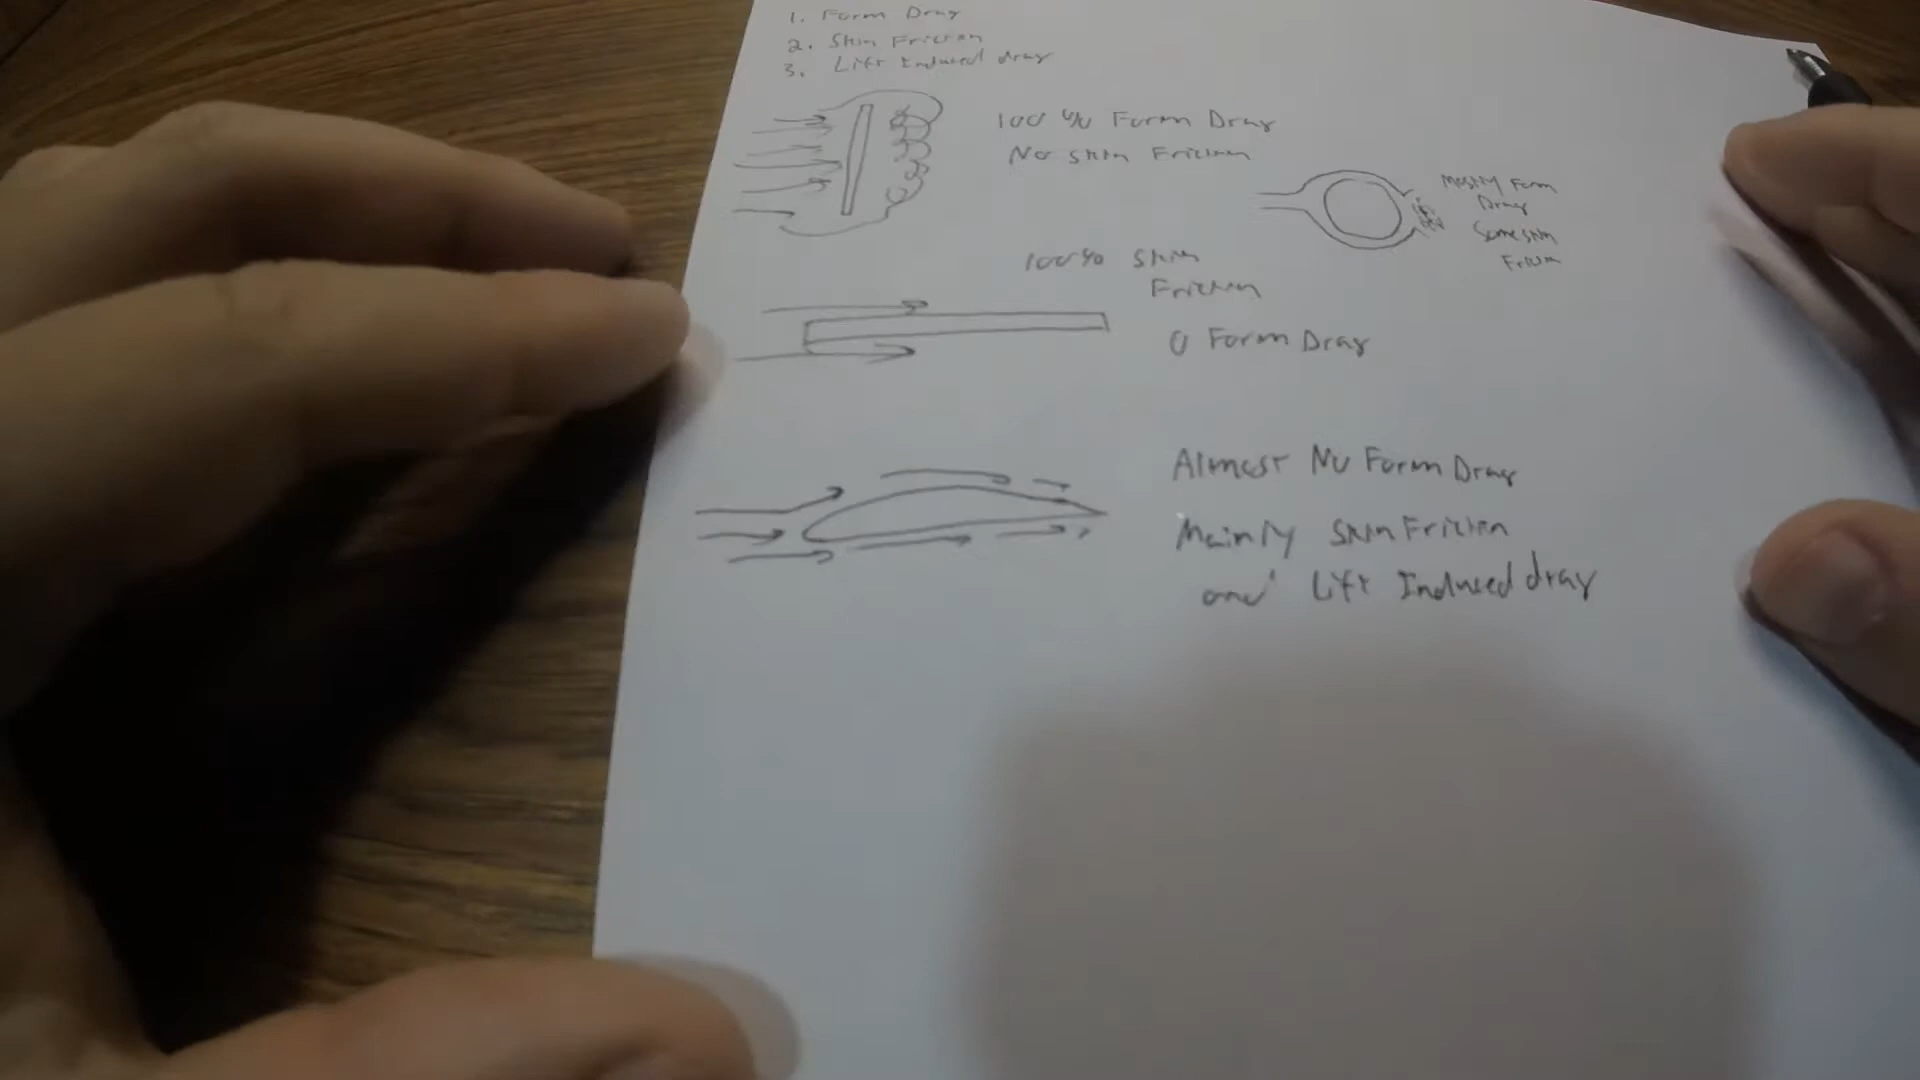 1. Form Drag
2. Skin Friction
3. Lift Induced drag
100 % Form Drag
No Skin Friction
Mostly Form
Drag
Some Skin
Friction
100% Skin
Friction
0 Form Drag
Almost No Form Drag
Mainly Skin Friction
and Lift Induced drag